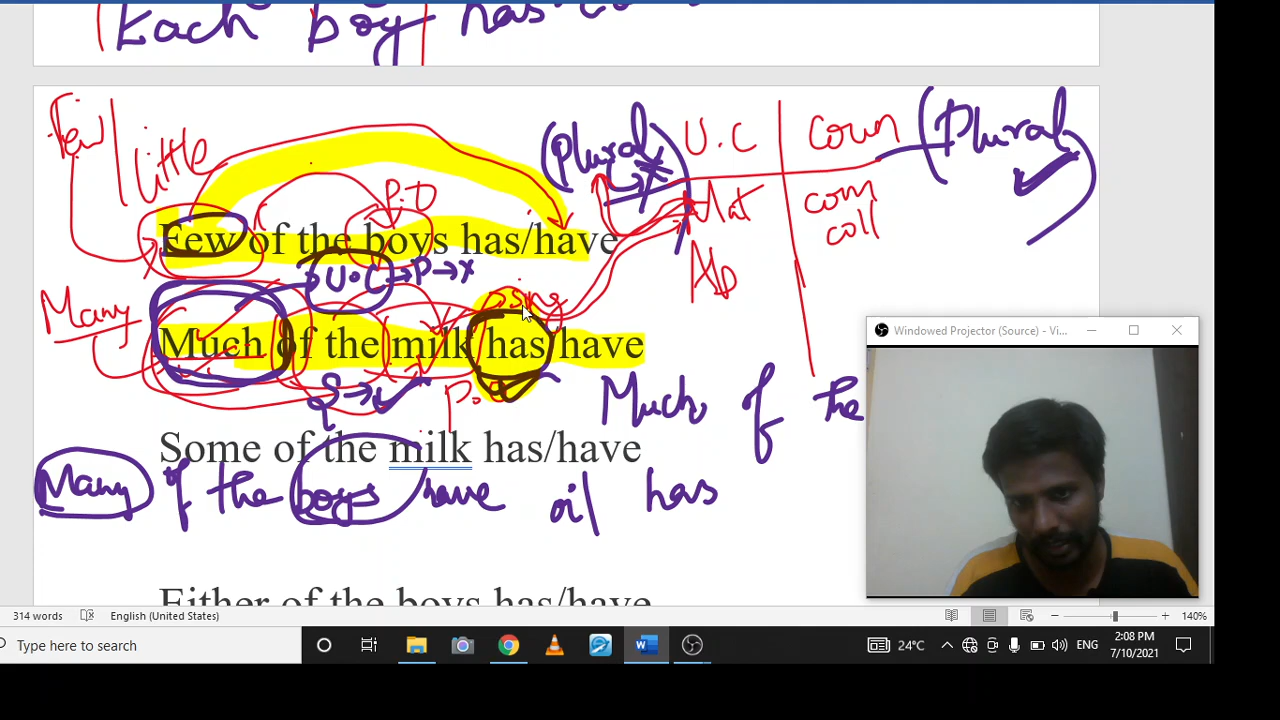 Each boy has
Few
little
(Plural)
U.C
Coun
(Plural)
Mat
com
coll
Ab
Few of the boys has/have
U.C → P → x
Many
sing
Much of the milk has/have
S →
Much of the
Some of the milk has/have
Many of the boys have
oil has
Either of the boys has/have
Windowed Projector (Source) - Vi...
314 words
English (United States)
140%
Type here to search
24°C
ENG
2:08 PM
7/10/2021